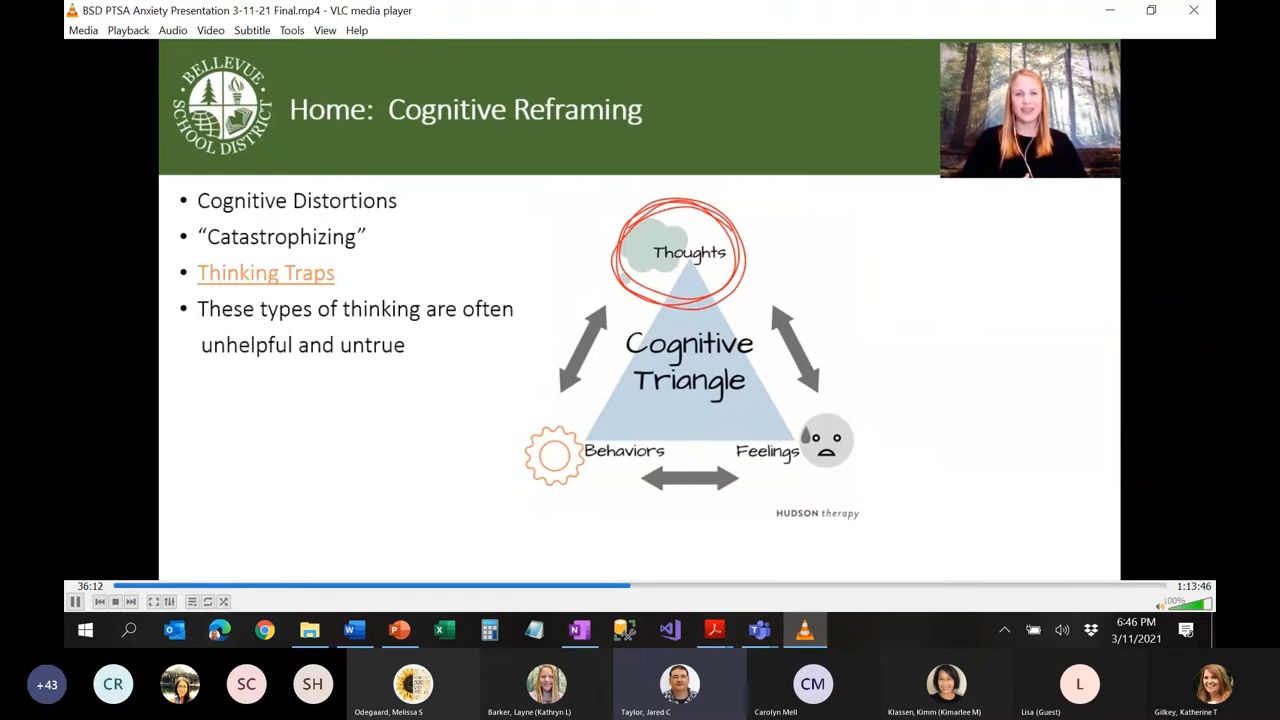 BSD PTSA Anxiety Presentation 3-11-21 Final.mp4 - VLC media player
Media Playback Audio Video Subtitle Tools View Help
BELLEVUE SCHOOL DISTRICT
Home: Cognitive Reframing
• Cognitive Distortions
• “Catastrophizing”
• Thinking Traps
• These types of thinking are often
unhelpful and untrue
Thoughts
Cognitive
Triangle
Behaviors
Feelings
HUDSON therapy
36:12
1:13:46
100%
6:46 PM
3/11/2021
+43
CR
SC
SH
CM
L
Odegaard, Melissa S
Barker, Layne (Kathryn L)
Taylor, Jared C
Carolyn Mell
Klassen, Kimm (Kimarlee M)
Lisa (Guest)
Gilkey, Katherine T